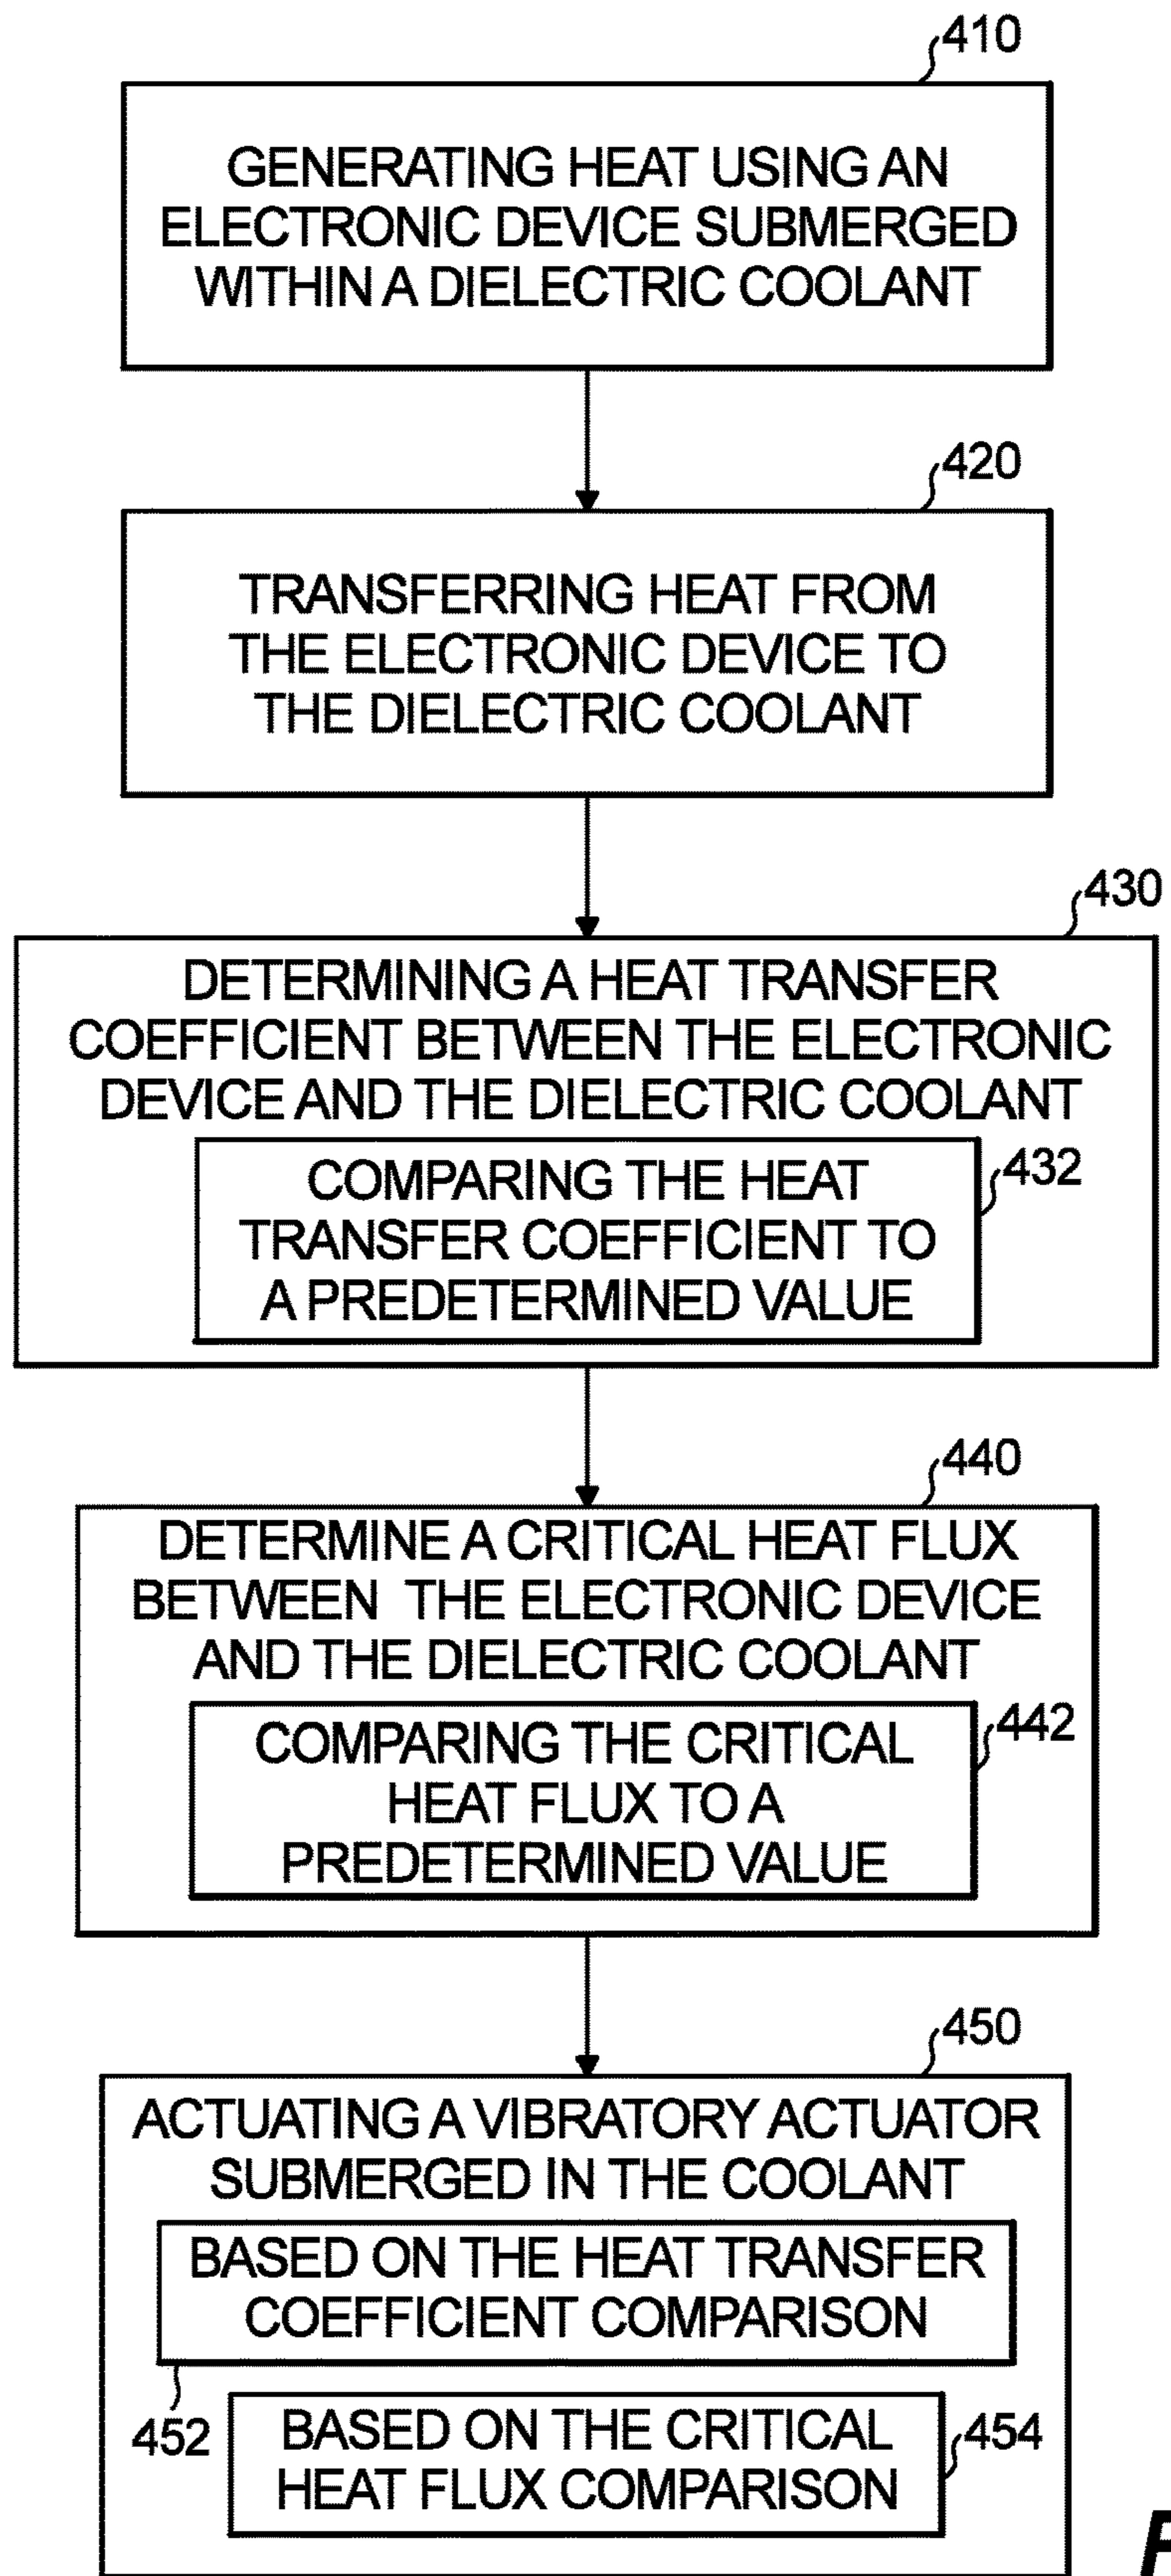 410
GENERATING HEAT USING AN
ELECTRONIC DEVICE SUBMERGED
WITHIN A DIELECTRIC COOLANT
420
TRANSFERRING HEAT FROM
THE ELECTRONIC DEVICE TO
THE DIELECTRIC COOLANT
430
DETERMINING A HEAT TRANSFER
COEFFICIENT BETWEEN THE ELECTRONIC
DEVICE AND THE DIELECTRIC COOLANT
COMPARING THE HEAT
TRANSFER COEFFICIENT TO
A PREDETERMINED VALUE
432
440
DETERMINE A CRITICAL HEAT FLUX
BETWEEN THE ELECTRONIC DEVICE
AND THE DIELECTRIC COOLANT
COMPARING THE CRITICAL
HEAT FLUX TO A
PREDETERMINED VALUE
442
450
ACTUATING A VIBRATORY ACTUATOR
SUBMERGED IN THE COOLANT
BASED ON THE HEAT TRANSFER
COEFFICIENT COMPARISON
452
BASED ON THE CRITICAL
HEAT FLUX COMPARISON
454